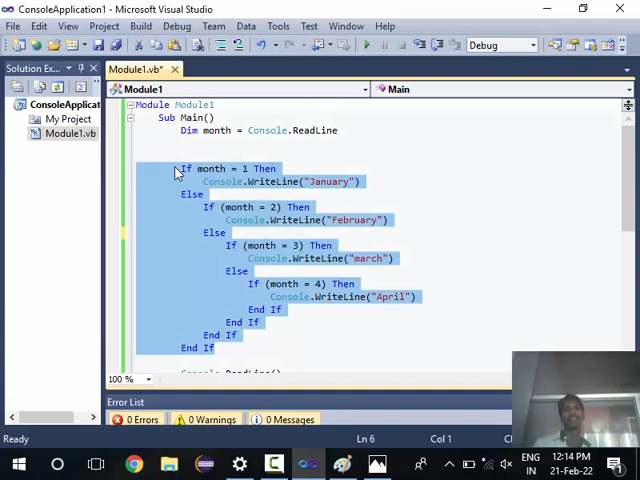 ConsoleApplication1 - Microsoft Visual Studio
File Edit View Project Build Debug Team Data Tools Test Window Help
Debug
Solution Ex...
Module1.vb*
ConsoleApplicat
My Project
Module1.vb
Module1
Main
Module Module1
Sub Main()
Dim month = Console.ReadLine
If month = 1 Then
Console.WriteLine("January")
Else
If (month = 2) Then
Console.WriteLine("February")
Else
If (month = 3) Then
Console.WriteLine("march")
Else
If (month = 4) Then
Console.WriteLine("April")
End If
End If
End If
End If
Console.ReadLine()
100 %
Error List
0 Errors
0 Warnings
0 Messages
Ready
Ln 6
Col 1
ENG
IN
12:14 PM
21-Feb-22